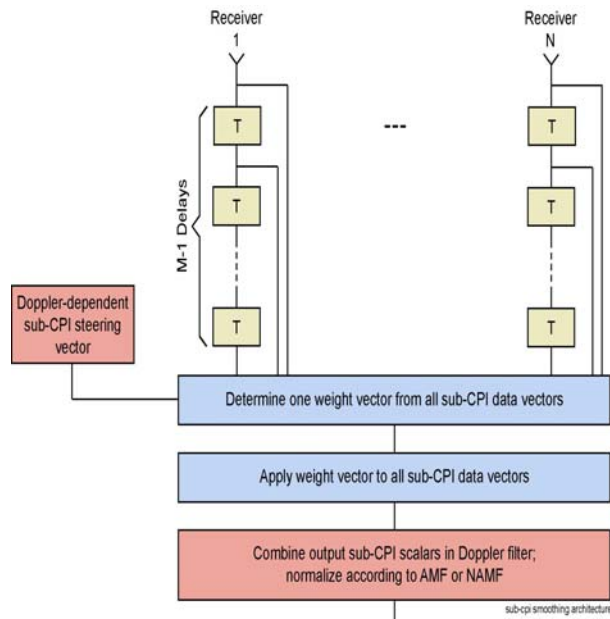 Receiver
1
Receiver
N
T
T
---
T
T
M-1 Delays
T
T
Doppler-dependent
sub-CPI steering
vector
Determine one weight vector from all sub-CPI data vectors
Apply weight vector to all sub-CPI data vectors
Combine output sub-CPI scalars in Doppler filter;
normalize according to AMF or NAMF
sub-cpi smoothing architecture